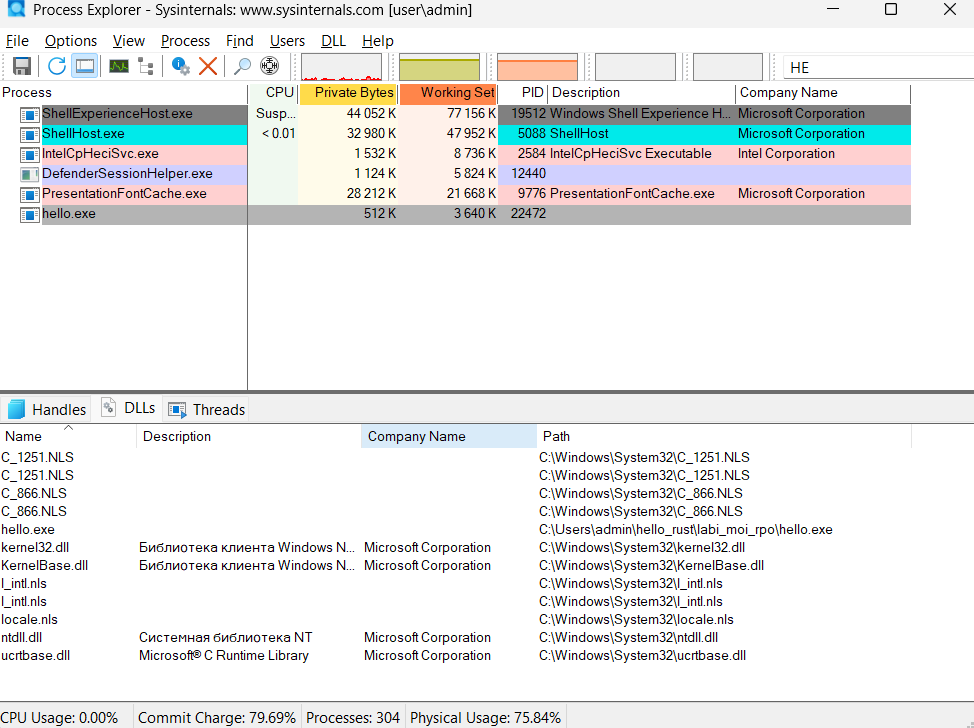 Process Explorer - Sysinternals: www.sysinternals.com [user\admin]
File Options View Process Find Users DLL Help
HE
Process CPU Private Bytes Working Set PID Description Company Name
ShellExperienceHost.exe Susp... 44 052 K 77 156 K 19512 Windows Shell Experience H... Microsoft Corporation
ShellHost.exe < 0.01 32 980 K 47 952 K 5088 ShellHost Microsoft Corporation
IntelCpHeciSvc.exe 1 532 K 8 736 K 2584 IntelCpHeciSvc Executable Intel Corporation
DefenderSessionHelper.exe 1 124 K 5 824 K 12440
PresentationFontCache.exe 28 212 K 21 668 K 9776 PresentationFontCache.exe Microsoft Corporation
hello.exe 512 K 3 640 K 22472
Handles DLLs Threads
Name Description Company Name Path
C_1251.NLS C:\Windows\System32\C_1251.NLS
C_1251.NLS C:\Windows\System32\C_1251.NLS
C_866.NLS C:\Windows\System32\C_866.NLS
C_866.NLS C:\Windows\System32\C_866.NLS
hello.exe C:\Users\admin\hello_rust\labi_moi_rpo\hello.exe
kernel32.dll Библиотека клиента Windows N... Microsoft Corporation C:\Windows\System32\kernel32.dll
KernelBase.dll Библиотека клиента Windows N... Microsoft Corporation C:\Windows\System32\KernelBase.dll
l_intl.nls C:\Windows\System32\l_intl.nls
l_intl.nls C:\Windows\System32\l_intl.nls
locale.nls C:\Windows\System32\locale.nls
ntdll.dll Системная библиотека NT Microsoft Corporation C:\Windows\System32\ntdll.dll
ucrtbase.dll Microsoft® C Runtime Library Microsoft Corporation C:\Windows\System32\ucrtbase.dll
CPU Usage: 0.00% Commit Charge: 79.69% Processes: 304 Physical Usage: 75.84%